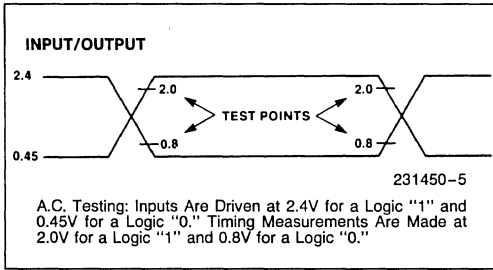 INPUT/OUTPUT
2.4
2.0 2.0
TEST POINTS
0.8 0.8
0.45
231450–5
A.C. Testing: Inputs Are Driven at 2.4V for a Logic "1" and
0.45V for a Logic "0." Timing Measurements Are Made at
2.0V for a Logic "1" and 0.8V for a Logic "0."